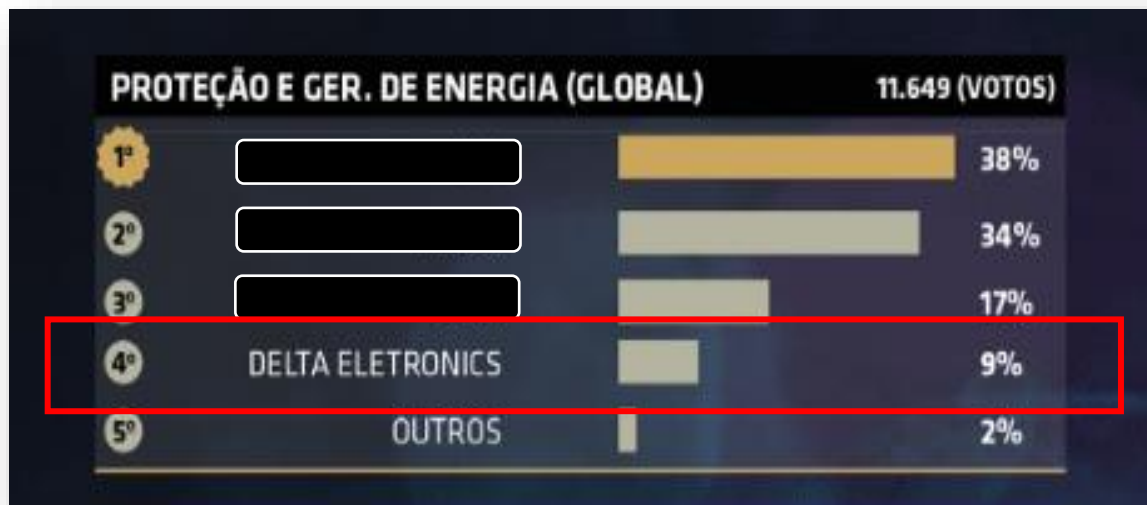 PROTEÇÃO E GER. DE ENERGIA (GLOBAL) 11.649 (VOTOS)
1º 38%
2º 34%
3º 17%
4º DELTA ELETRONICS 9%
5º OUTROS 2%